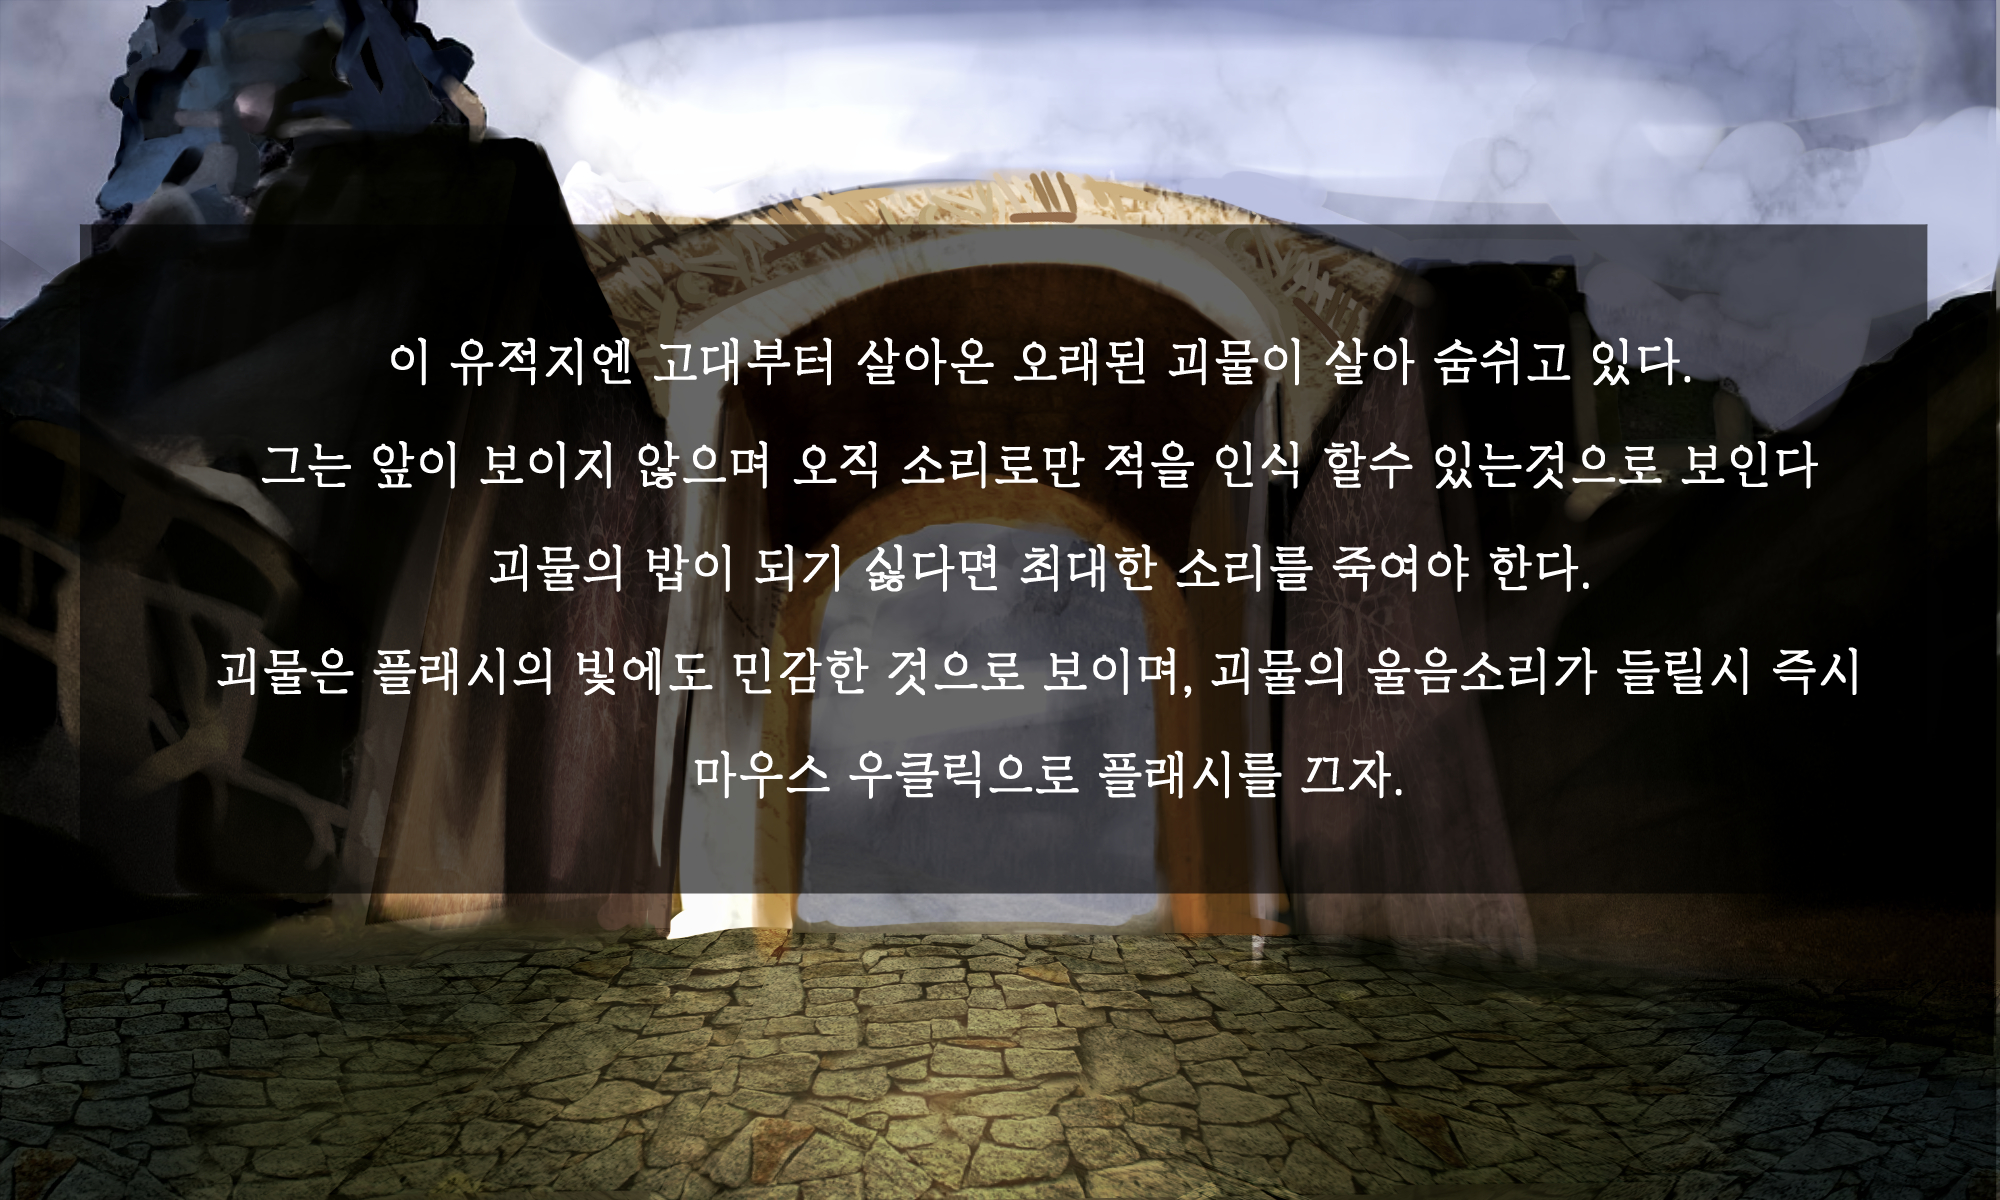 이 유적지엔 고대부터 살아온 오래된 괴물이 살아 숨쉬고 있다.
그는 앞이 보이지 않으며 오직 소리로만 적을 인식 할수 있는것으로 보인다
괴물의 밥이 되기 싫다면 최대한 소리를 죽여야 한다.
괴물은 플래시의 빛에도 민감한 것으로 보이며, 괴물의 울음소리가 들릴시 즉시
마우스 우클릭으로 플래시를 끄자.